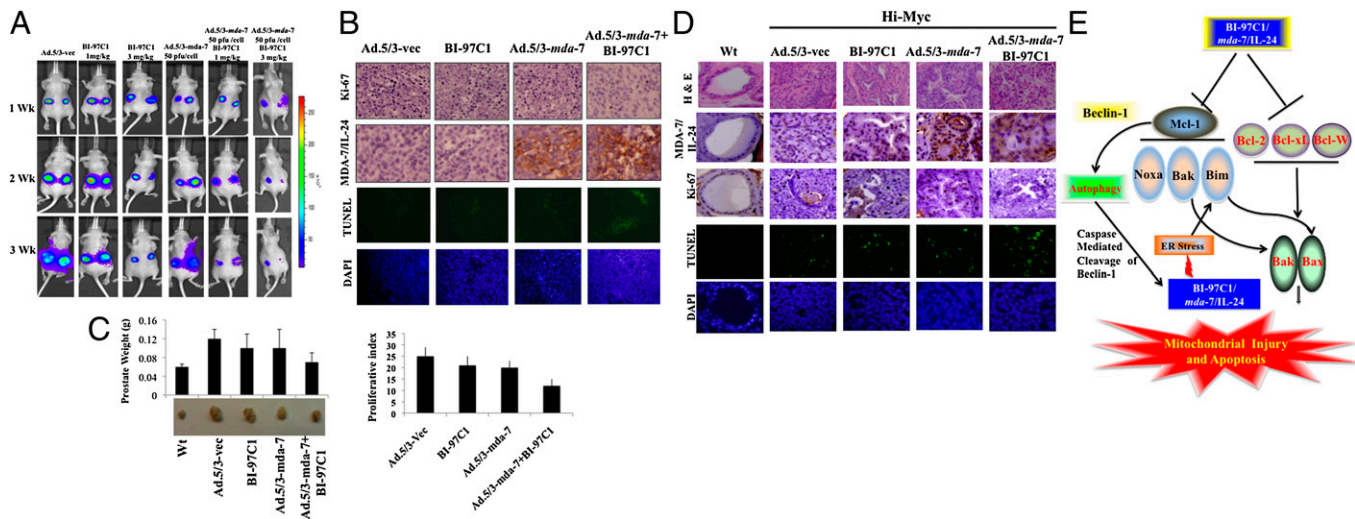 A
Ad.5/3-vec
BI-97C1
1mg/kg
BI-97C1
3 mg/kg
Ad.5/3-mda-7
50 pfu/cell
Ad.5/3-mda-7
50 pfu /cell
BI-97C1
1 mg/kg
Ad.5/3-mda-7
50 pfu/cell
BI-97C1
3 mg/kg
1 Wk
2 Wk
3 Wk
B
Ad.5/3-vec
BI-97C1
Ad.5/3-mda-7
Ad.5/3-mda-7+
BI-97C1
Ki-67
MDA-7/IL-24
TUNEL
DAPI
Proliferative index
35
30
25
20
15
10
5
0
Ad.5/3-Vec
BI-97C1
Ad.5/3-mda-7
Ad.5/3-mda-7+BI-97C1
C
Prostate Weight (g)
0.16
0.12
0.08
0.04
0
Wt
Ad.5/3-vec
BI-97C1
Ad.5/3-mda-7
Ad.5/3-mda-7+
BI-97C1
D
Hi-Myc
Wt
Ad.5/3-vec
BI-97C1
Ad.5/3-mda-7
Ad.5/3-mda-7
BI-97C1
H & E
MDA-7/
IL-24
Ki-67
TUNEL
DAPI
E
BI-97C1/
mda-7/IL-24
Beclin-1
Mcl-1
Bcl-2
Bcl-xL
Bcl-W
Noxa
Bak
Bim
Autophagy
Caspase
Mediated
Cleavage of
Beclin-1
ER Stress
Bak
Bax
BI-97C1/
mda-7/IL-24
Mitochondrial Injury
and Apoptosis